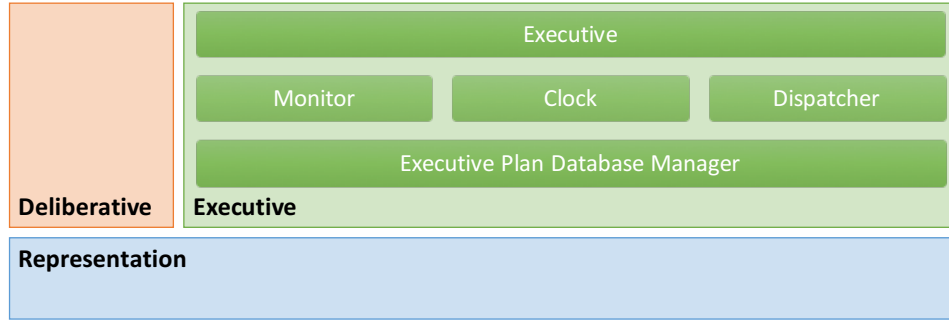 Executive
Monitor
Clock
Dispatcher
Executive Plan Database Manager
Deliberative
Executive
Representation